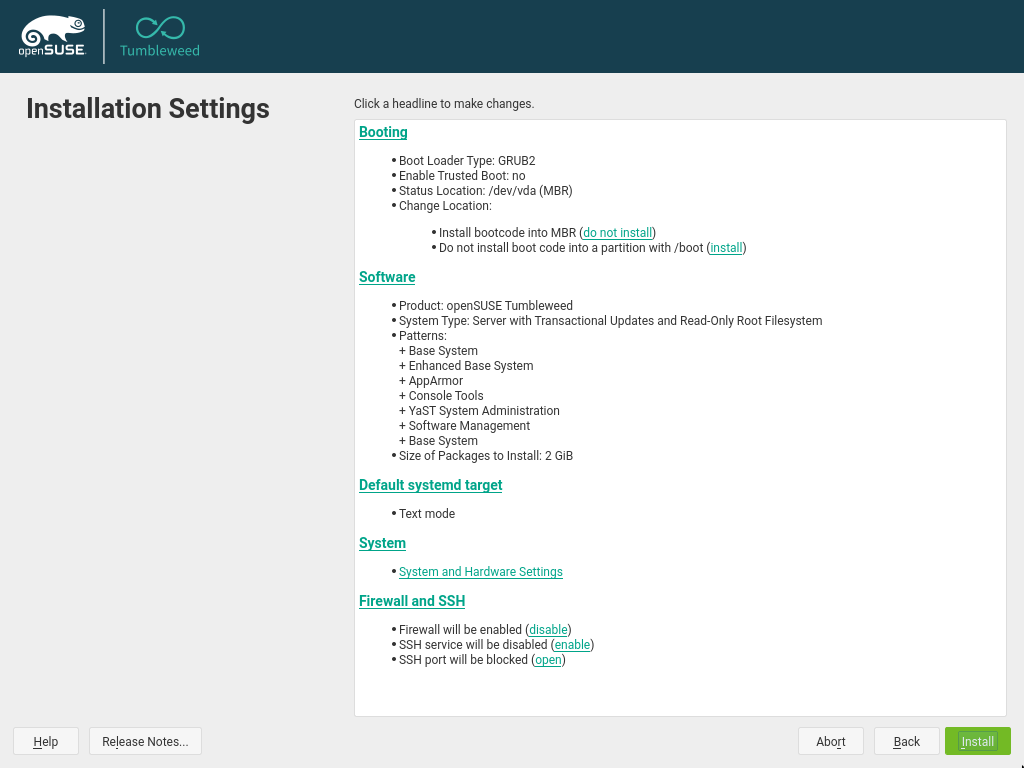 openSUSE
Tumbleweed
Installation Settings
Click a headline to make changes.
Booting
• Boot Loader Type: GRUB2
• Enable Trusted Boot: no
• Status Location: /dev/vda (MBR)
• Change Location:
• Install bootcode into MBR (do not install)
• Do not install boot code into a partition with /boot (install)
Software
• Product: openSUSE Tumbleweed
• System Type: Server with Transactional Updates and Read-Only Root Filesystem
• Patterns:
+ Base System
+ Enhanced Base System
+ AppArmor
+ Console Tools
+ YaST System Administration
+ Software Management
+ Base System
• Size of Packages to Install: 2 GiB
Default systemd target
• Text mode
System
• System and Hardware Settings
Firewall and SSH
• Firewall will be enabled (disable)
• SSH service will be disabled (enable)
• SSH port will be blocked (open)
Help Release Notes... Abort Back Install